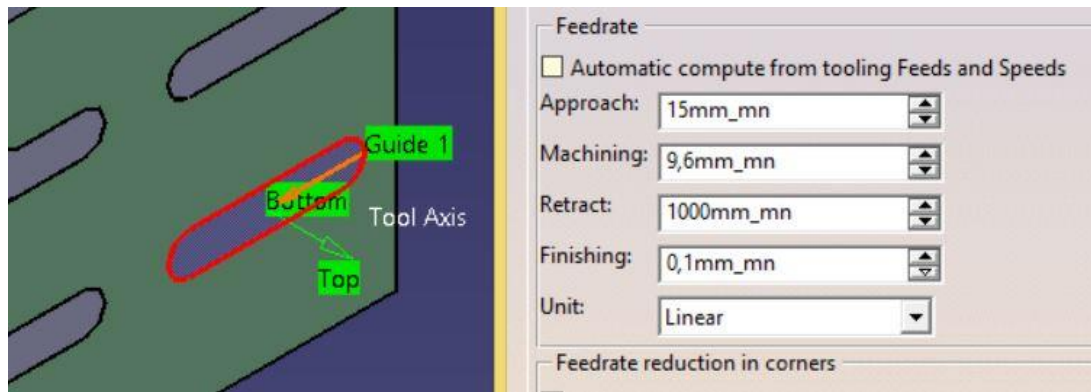 Guide 1
Bottom
Tool Axis
Top
Feedrate
Automatic compute from tooling Feeds and Speeds
Approach: 15mm_mn
Machining: 9,6mm_mn
Retract: 1000mm_mn
Finishing: 0,1mm_mn
Unit: Linear
Feedrate reduction in corners